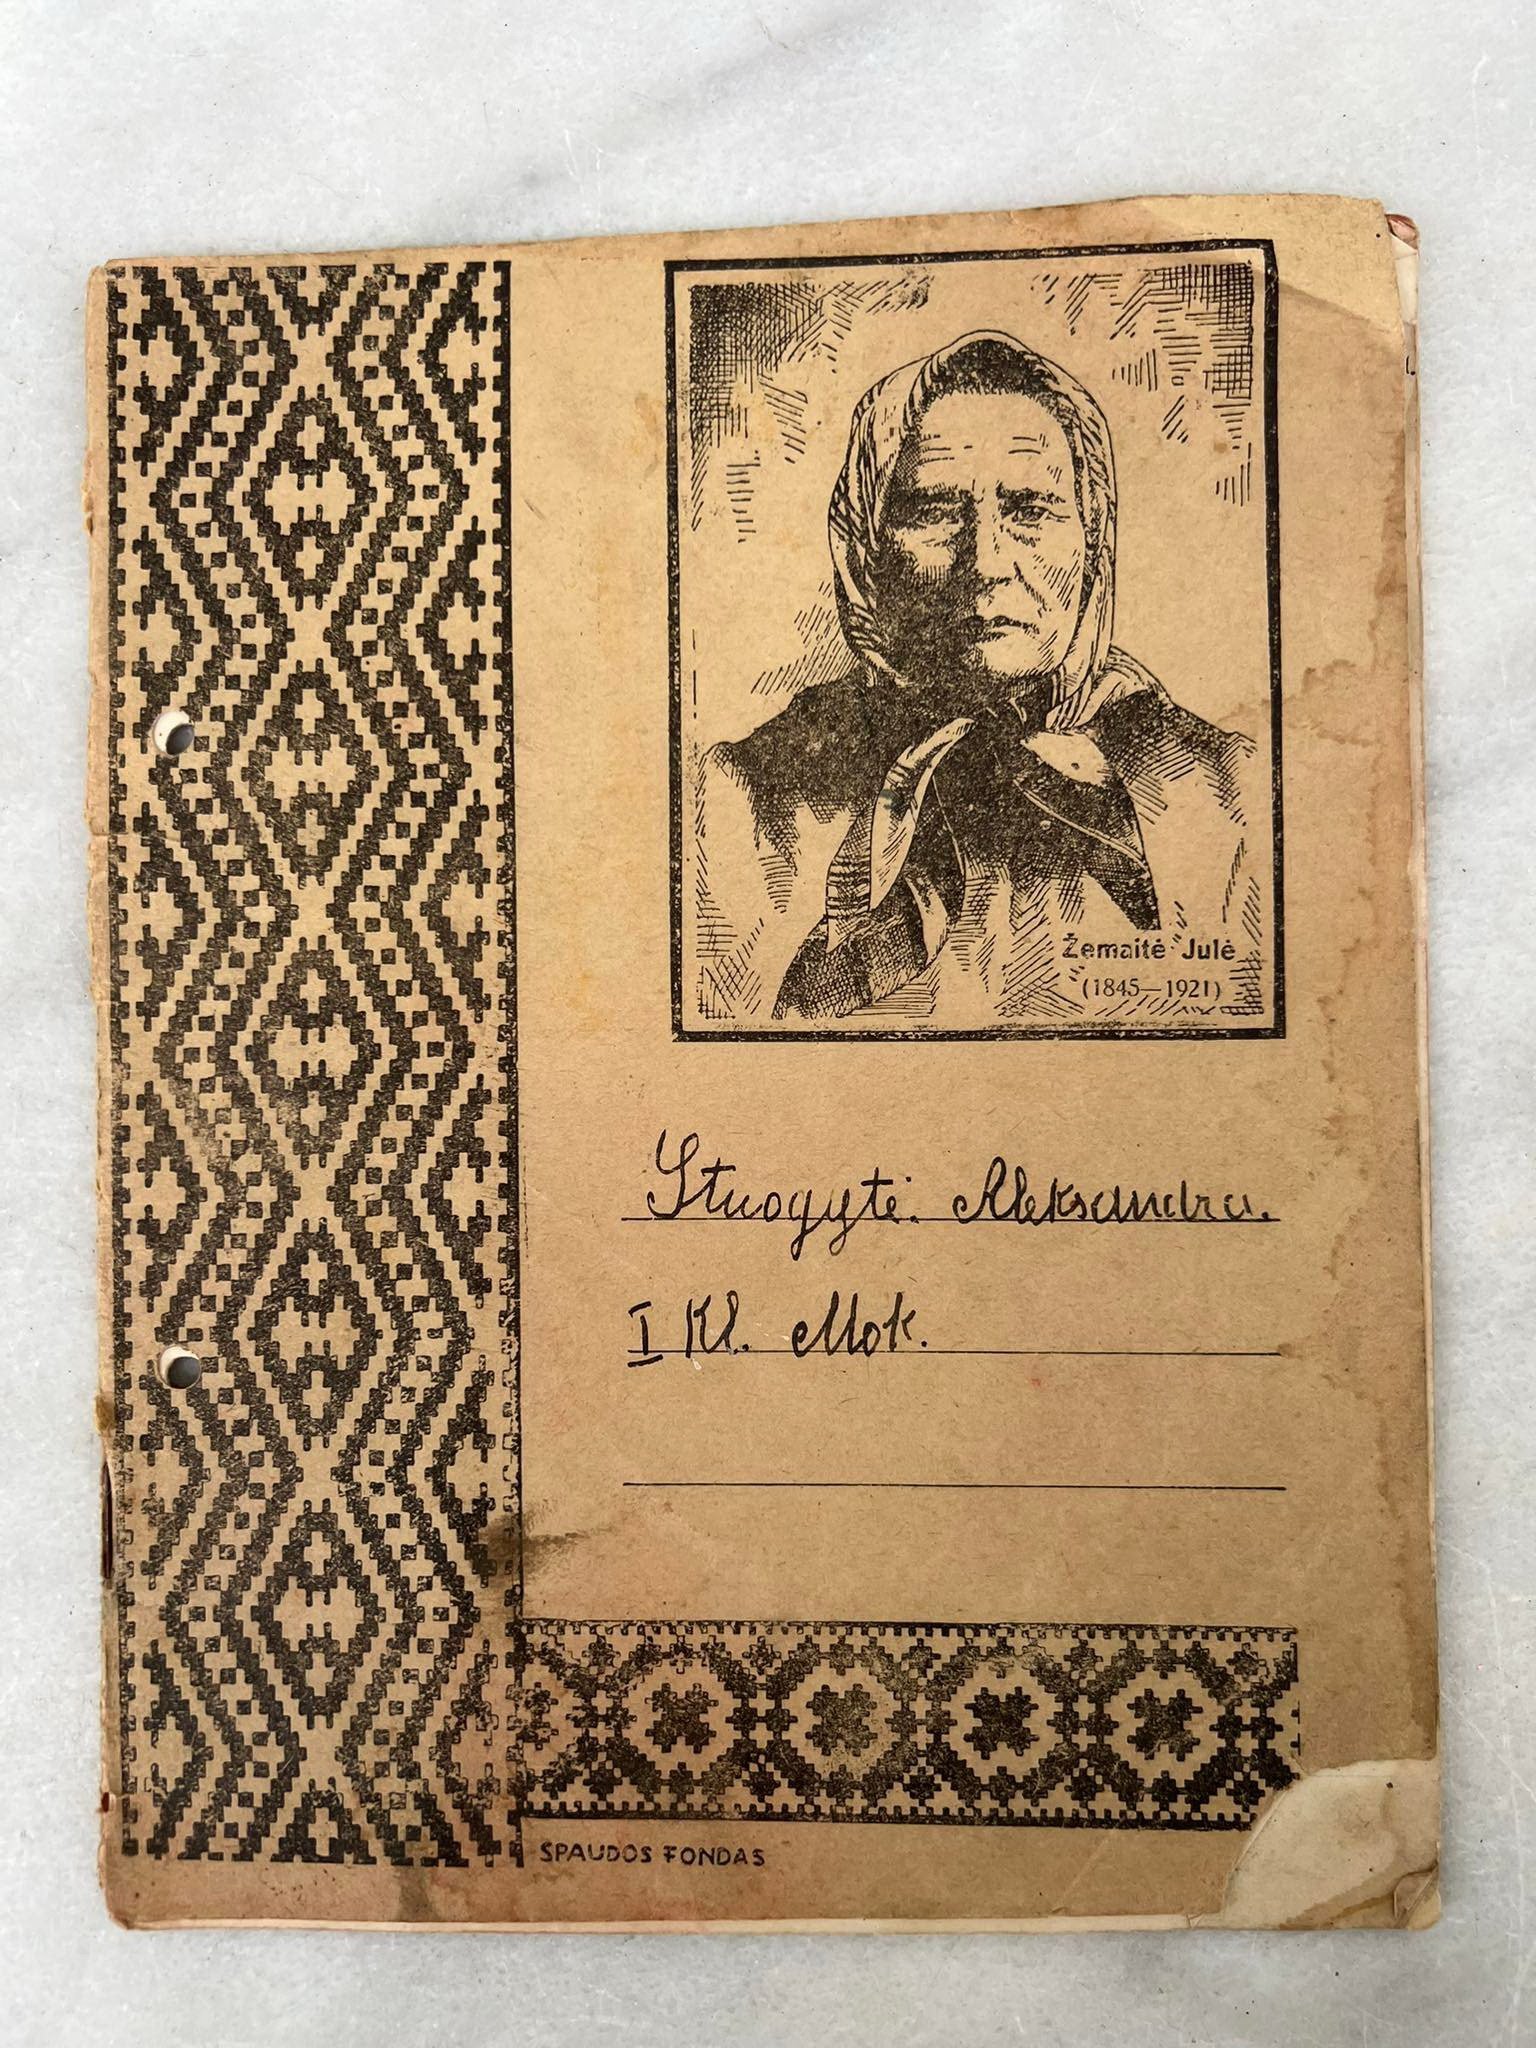 Žemaitė Julė
(1845—1921)
Stuogytė. Aleksandra.
I Kl. Mok.
SPAUDOS FONDAS